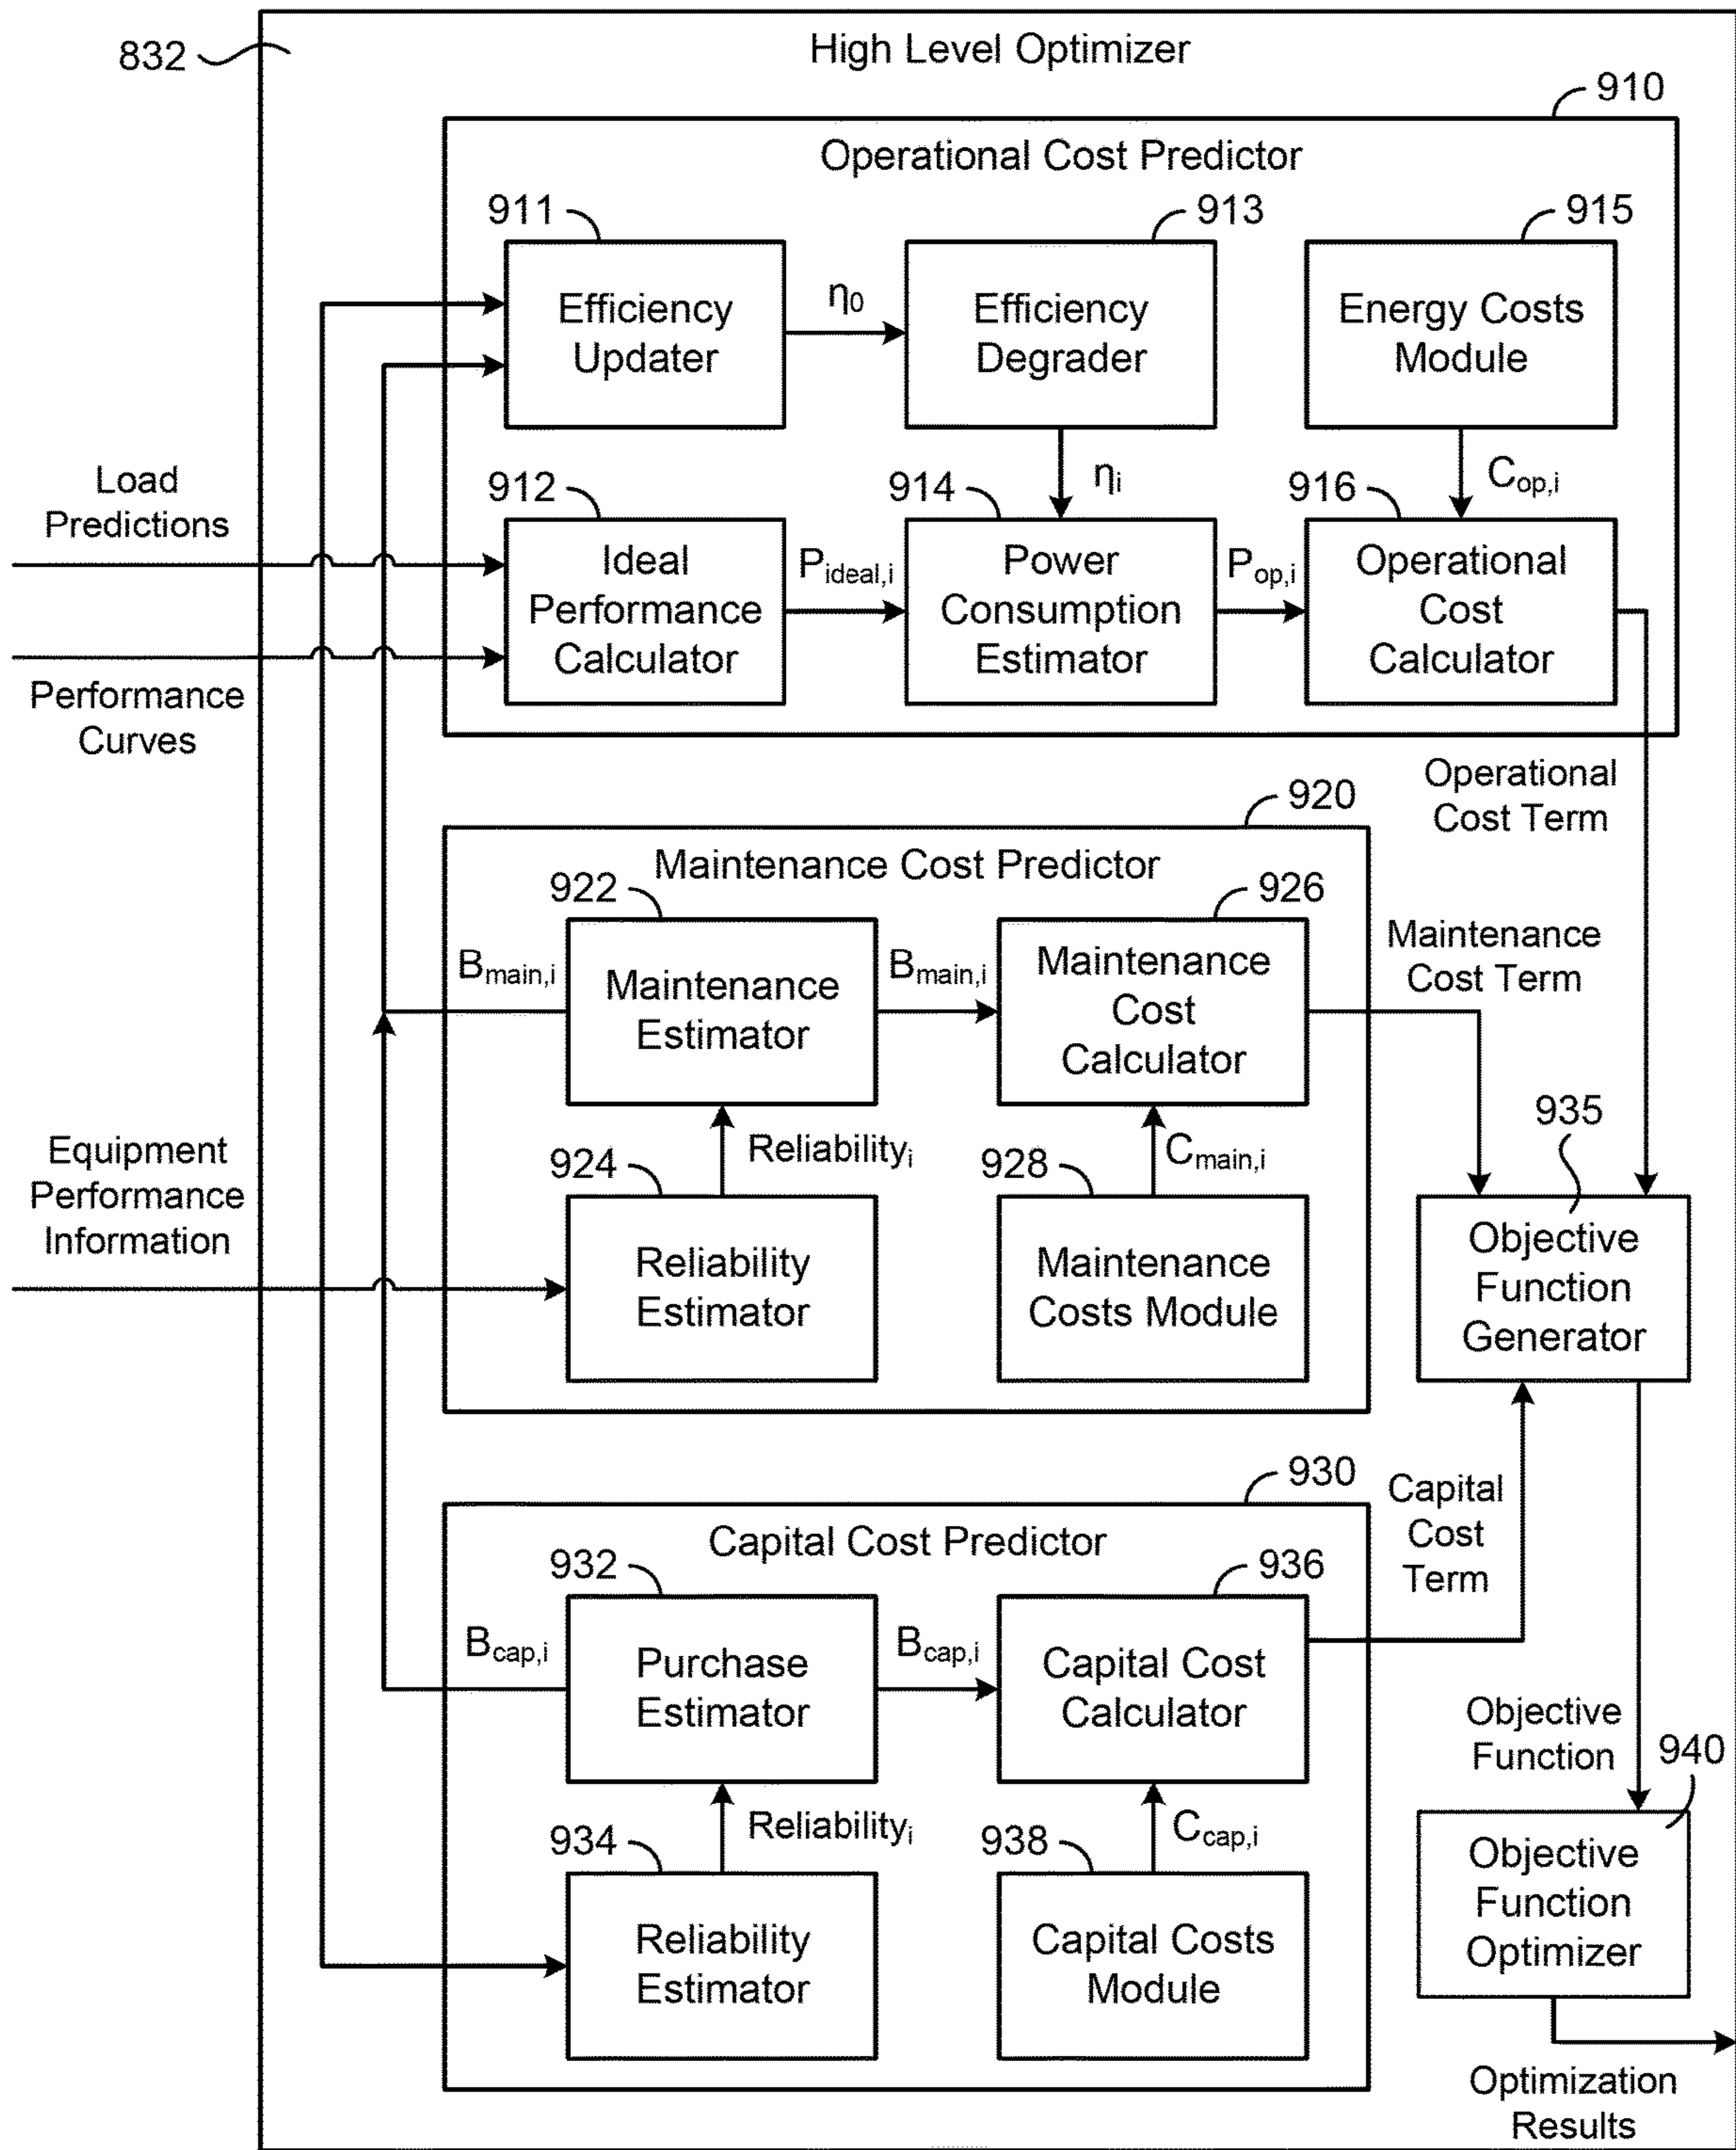 832
High Level Optimizer
910
Operational Cost Predictor
911
Efficiency
Updater
η0
913
Efficiency
Degrader
915
Energy Costs
Module
Load
Predictions
Performance
Curves
912
Ideal
Performance
Calculator
Pideal,i
ηi
914
Power
Consumption
Estimator
Pop,i
Cop,i
916
Operational
Cost
Calculator
Operational
Cost Term
920
Maintenance Cost Predictor
922
Bmain,i
Maintenance
Estimator
Bmain,i
926
Maintenance
Cost
Calculator
Maintenance
Cost Term
Equipment
Performance
Information
924
Reliabilityi
Reliability
Estimator
928
Cmain,i
Maintenance
Costs Module
935
Objective
Function
Generator
930
Capital Cost Predictor
932
Bcap,i
Purchase
Estimator
Bcap,i
936
Capital Cost
Calculator
Capital
Cost
Term
934
Reliabilityi
Reliability
Estimator
938
Ccap,i
Capital Costs
Module
Objective
Function
940
Objective
Function
Optimizer
Optimization
Results